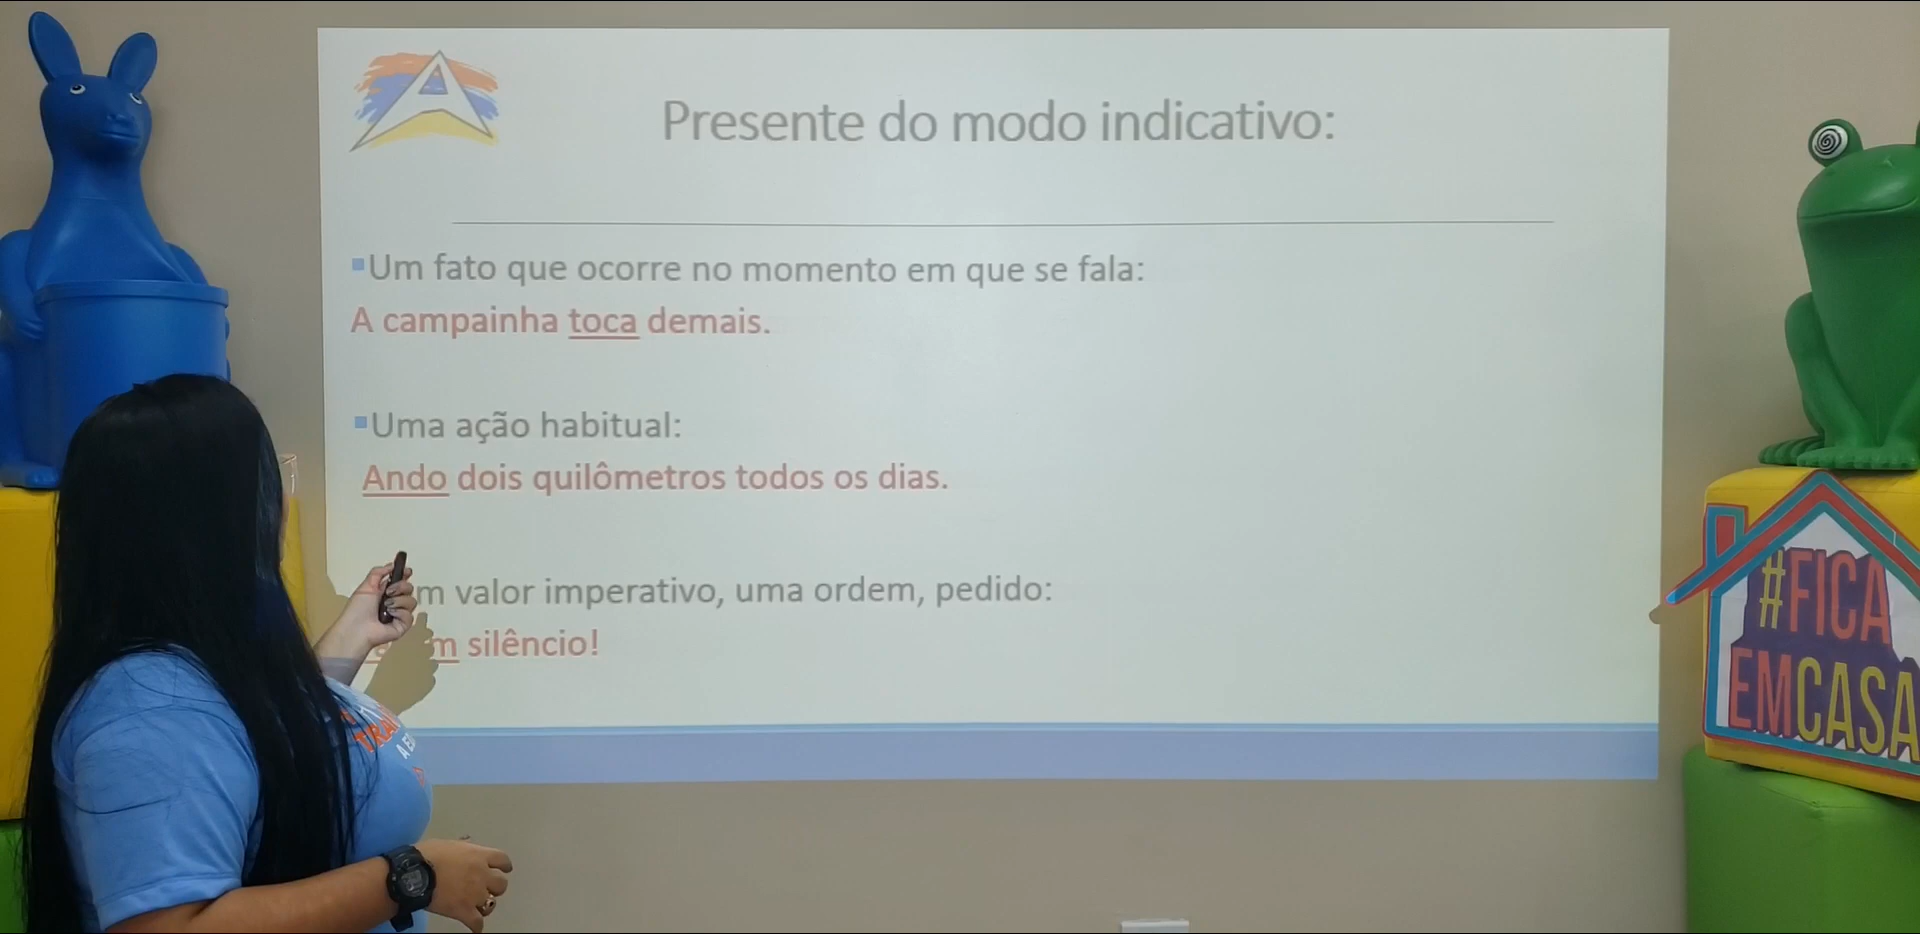 Presente do modo indicativo:
Um fato que ocorre no momento em que se fala:
A campainha toca demais.
Uma ação habitual:
Ando dois quilômetros todos os dias.
valor imperativo, uma ordem, pedido:
silêncio!
#FICA
EMCASA